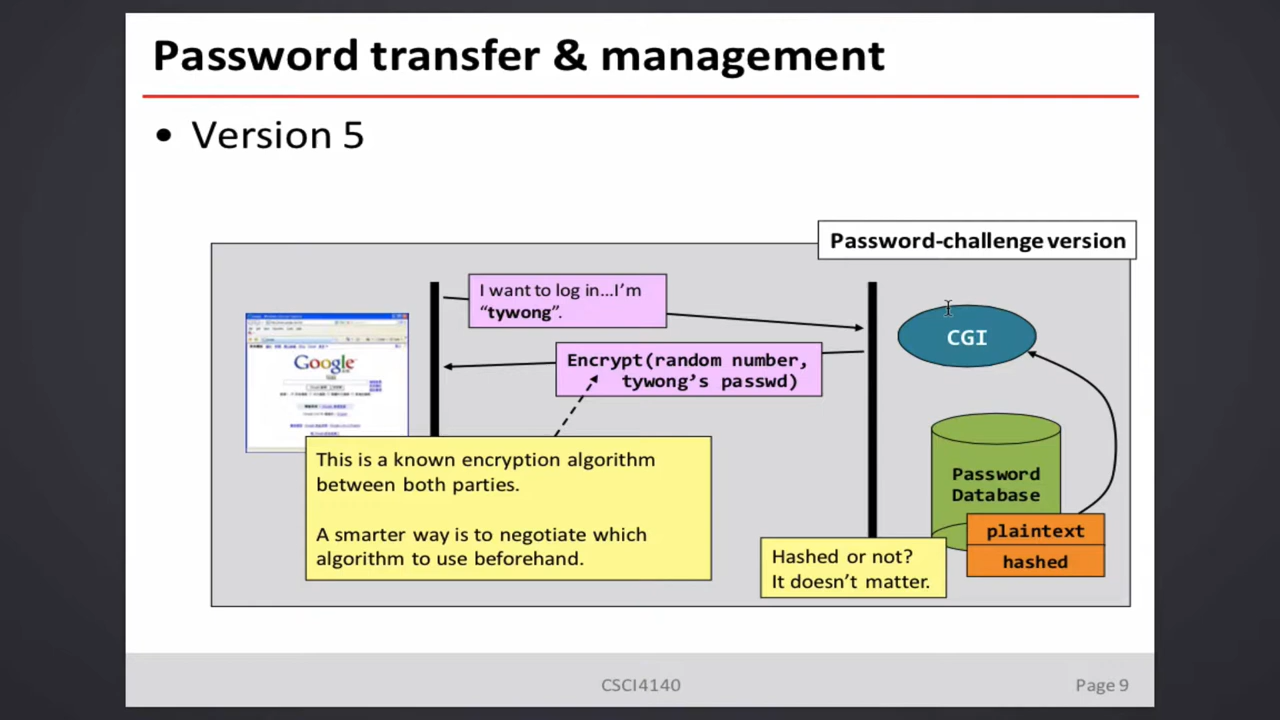 Password transfer & management
• Version 5
Password-challenge version
I want to log in...I'm
"tywong".
Encrypt(random number,
tywong's passwd)
CGI
Google
This is a known encryption algorithm
between both parties.
A smarter way is to negotiate which
algorithm to use beforehand.
Password
Database
plaintext
hashed
Hashed or not?
It doesn't matter.
CSCI4140
Page 9